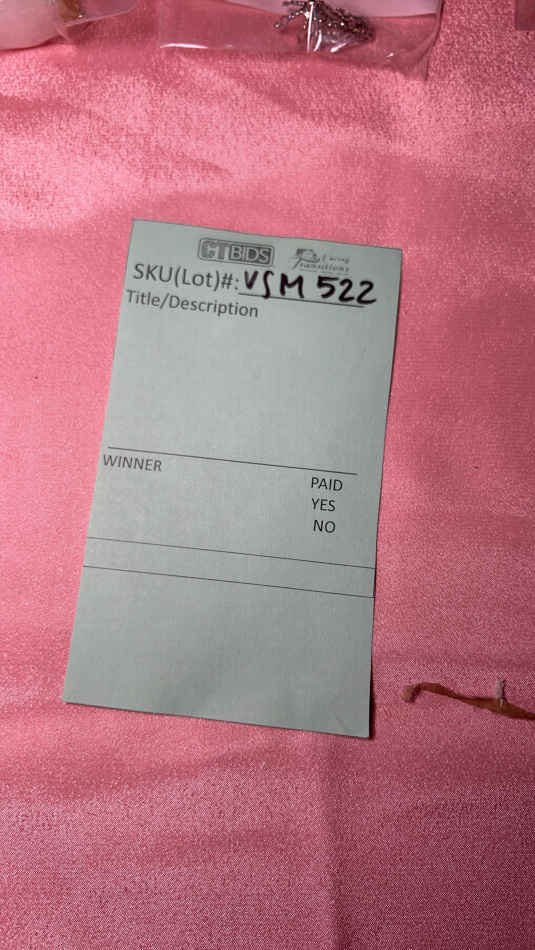 CTBIDS Caring Transitions
SKU(Lot)#: VSM 522
Title/Description
WINNER
PAID
YES
NO